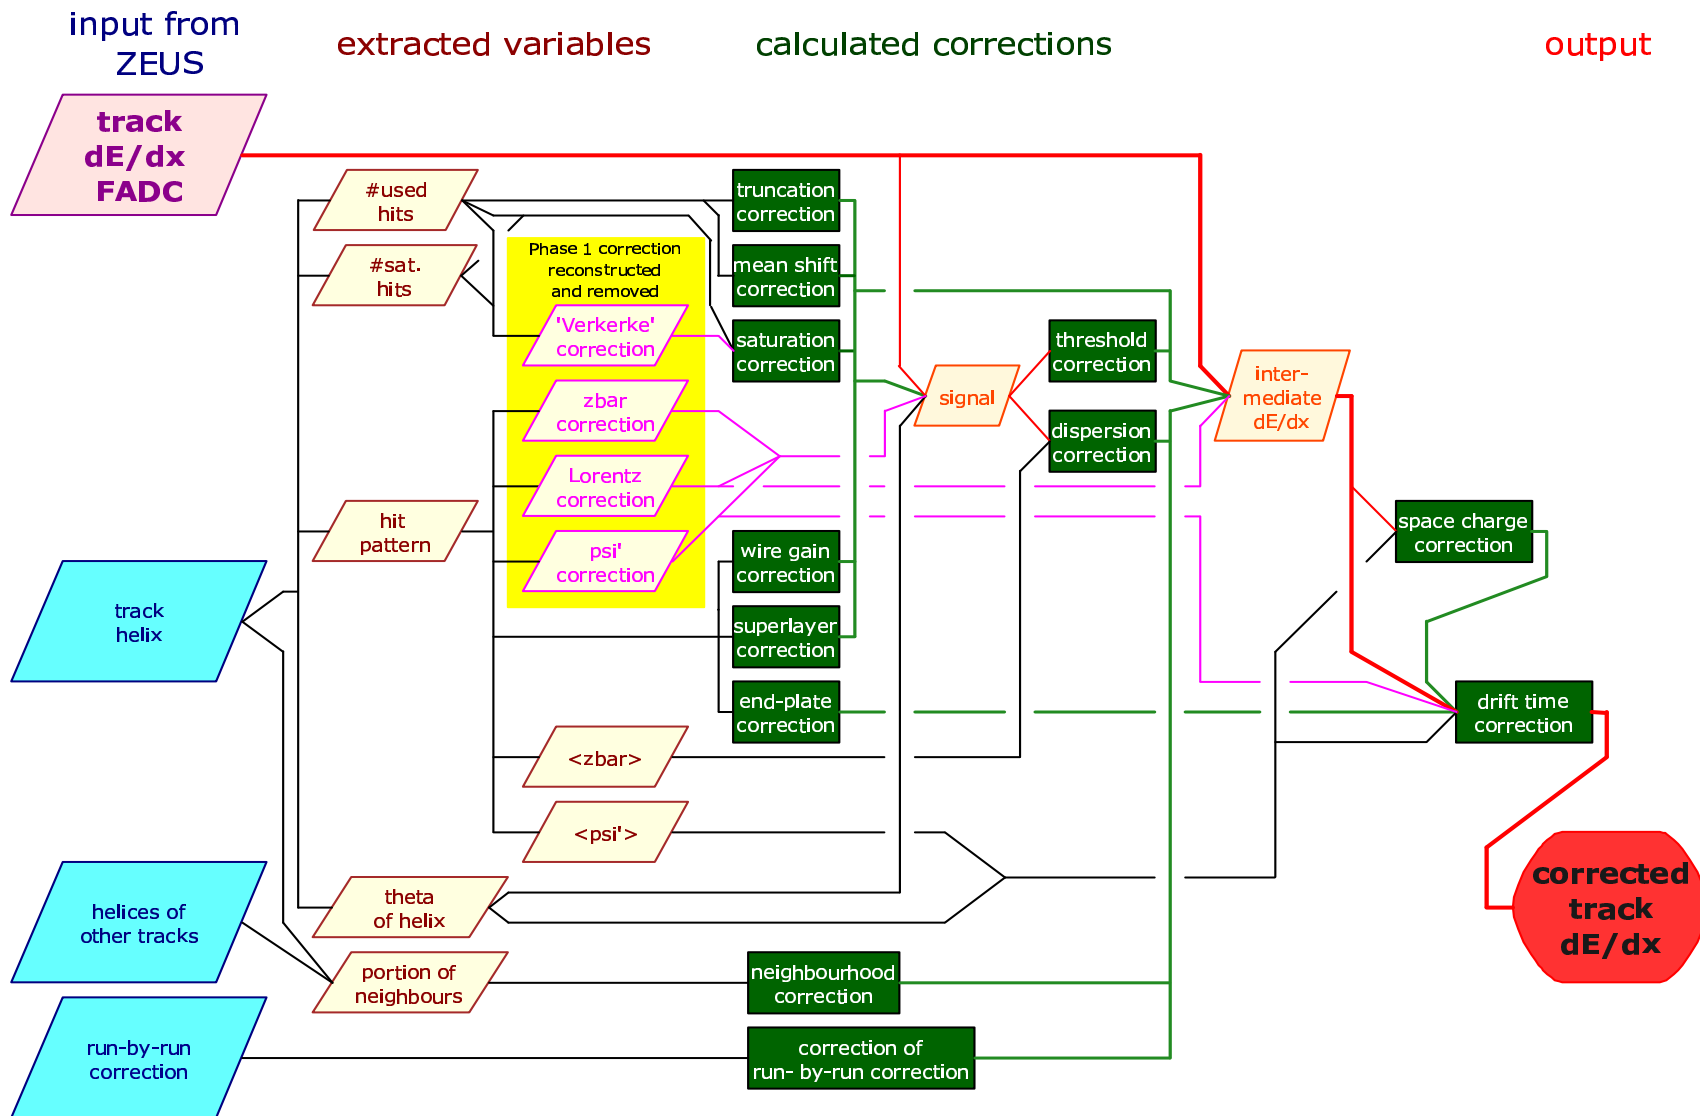 input from
ZEUS
extracted variables
calculated corrections
output
track
dE/dx
FADC
#used
hits
truncation
correction
#sat.
hits
Phase 1 correction
reconstructed
and removed
mean shift
correction
'Verkerke'
correction
saturation
correction
threshold
correction
inter-
mediate
dE/dx
zbar
correction
signal
dispersion
correction
Lorentz
correction
hit
pattern
space charge
correction
psi'
correction
wire gain
correction
track
helix
superlayer
correction
end-plate
correction
drift time
correction
<zbar>
<psi'>
corrected
track
dE/dx
theta
of helix
helices of
other tracks
portion of
neighbours
neighbourhood
correction
run-by-run
correction
correction of
run- by-run correction